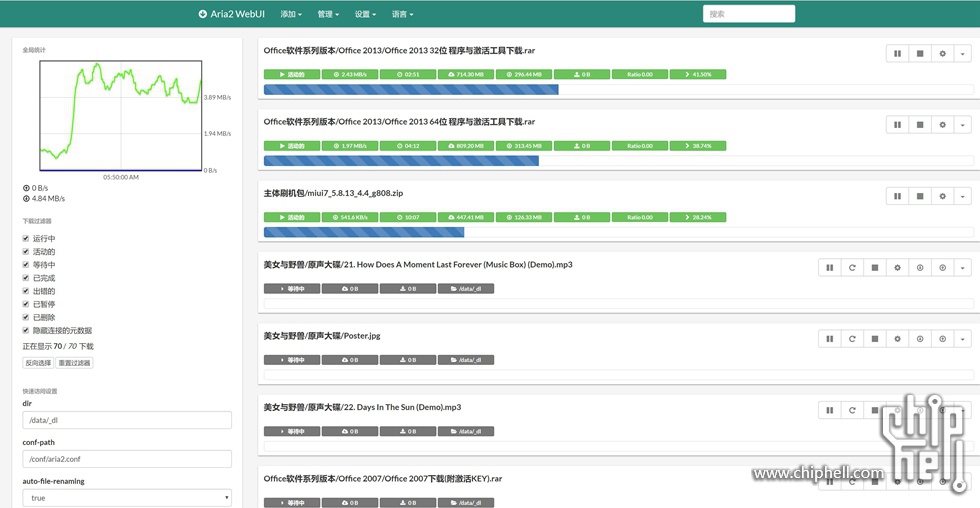 Aria2 WebUI 添加 管理 设置 语言 搜索
全局统计
3.89 MB/s
1.94 MB/s
0 B/s
05:50:00 AM
0 B/s
4.84 MB/s
下载过滤器
运行中
活动的
等待中
已完成
出错的
已暂停
已删除
隐藏连接的元数据
正在显示 70 / 70 下载
反向选择 重置过滤器
快速访问设置
dir
/data/_dl
conf-path
/conf/aria2.conf
auto-file-renaming
true
Office软件系列版本/Office 2013/Office 2013 32位 程序与激活工具下载.rar
活动的 2.43 MB/s 02:51 714.30 MB 296.44 MB 0 B Ratio 0.00 41.50%
Office软件系列版本/Office 2013/Office 2013 64位 程序与激活工具下载.rar
活动的 1.97 MB/s 04:12 809.20 MB 313.45 MB 0 B Ratio 0.00 38.74%
主体刷机包/miui7_5.8.13_4.4_g808.zip
活动的 541.6 KB/s 10:07 447.41 MB 126.33 MB 0 B Ratio 0.00 28.24%
美女与野兽/原声大碟/21. How Does A Moment Last Forever (Music Box) (Demo).mp3
等待中 0 B 0 B /data/_dl
美女与野兽/原声大碟/Poster.jpg
等待中 0 B 0 B /data/_dl
美女与野兽/原声大碟/22. Days In The Sun (Demo).mp3
等待中 0 B 0 B /data/_dl
Office软件系列版本/Office 2007/Office 2007下载(附激活KEY).rar
等待中 0 B 0 B /data/_dl
chip hell
www.chiphell.com